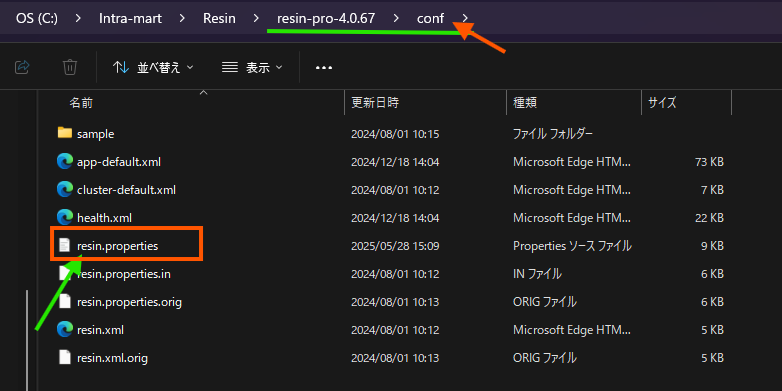 OS (C:) > Intra-mart > Resin > resin-pro-4.0.67 > conf >
並べ替え 表示 ...
名前 更新日時 種類 サイズ
sample 2024/08/01 10:15 ファイル フォルダー
app-default.xml 2024/12/18 14:04 Microsoft Edge HTM... 73 KB
cluster-default.xml 2024/08/01 10:12 Microsoft Edge HTM... 7 KB
health.xml 2024/12/18 14:04 Microsoft Edge HTM... 22 KB
resin.properties 2025/05/28 15:09 Properties ソース ファイル 9 KB
resin.properties.in 2024/08/01 10:12 IN ファイル 6 KB
resin.properties.orig 2024/08/01 10:13 ORIG ファイル 6 KB
resin.xml 2024/08/01 10:12 Microsoft Edge HTM... 5 KB
resin.xml.orig 2024/08/01 10:13 ORIG ファイル 5 KB